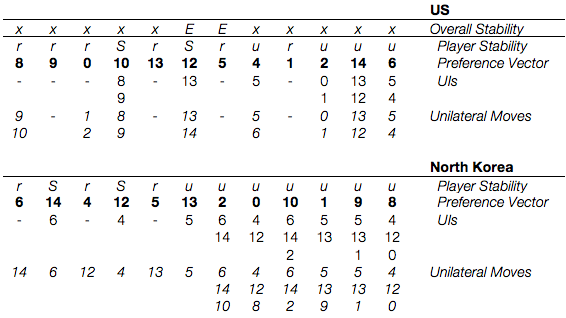 US
x x x x x E E x x x x x Overall Stability
r r r S r S r u r u u u Player Stability
8 9 0 10 13 12 5 4 1 2 14 6 Preference Vector
- - - 8 - 13 - 5 - 0 13 5 UIs
9 1 12 4
9 - 1 8 - 13 - 5 - 0 13 5 Unilateral Moves
10 2 9 14 6 1 12 4
North Korea
r S r S r u u u u u u u Player Stability
6 14 4 12 5 13 2 0 10 1 9 8 Preference Vector
- 6 - 4 - 5 6 4 6 5 5 4 UIs
14 12 14 13 13 12
2 1 0
14 6 12 4 13 5 6 4 6 5 5 4 Unilateral Moves
14 12 14 13 13 12
10 8 2 9 1 0